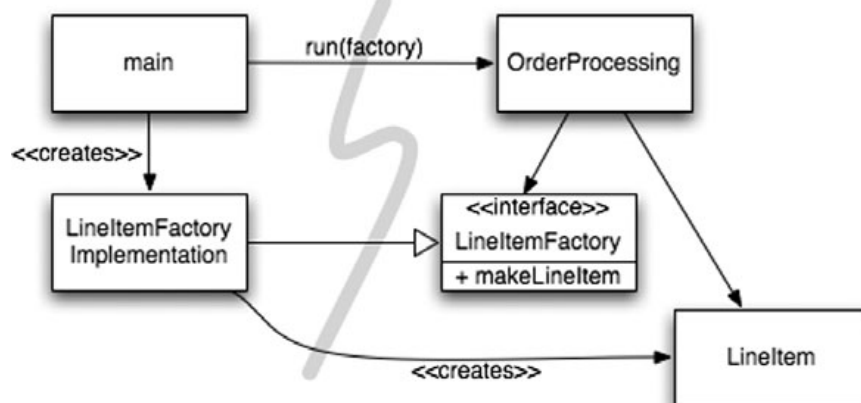 main
run(factory)
OrderProcessing
<<creates>>
LineItemFactory
Implementation
<<interface>>
LineItemFactory
+ makeLineItem
<<creates>>
LineItem